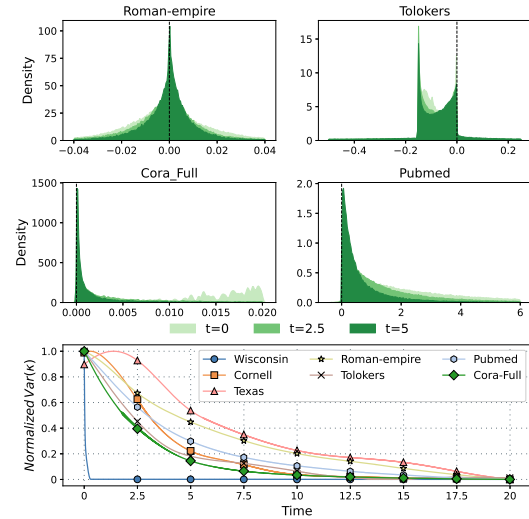 Roman-empire
Tolokers
Density
100
75
50
25
0
−0.04
−0.02
0.00
0.02
0.04
15
10
5
0
−0.4
−0.2
0.0
0.2
Cora_Full
Pubmed
Density
1500
1000
500
0
0.000
0.005
0.010
0.015
0.020
2.0
1.5
1.0
0.5
0.0
0
2
4
6
t=0
t=2.5
t=5
Normalized Var(κ)
1.0
0.8
0.6
0.4
0.2
0
Wisconsin
Cornell
Texas
Roman-empire
Tolokers
Pubmed
Cora-Full
0
2.5
5
7.5
10
12.5
15
17.5
20
Time